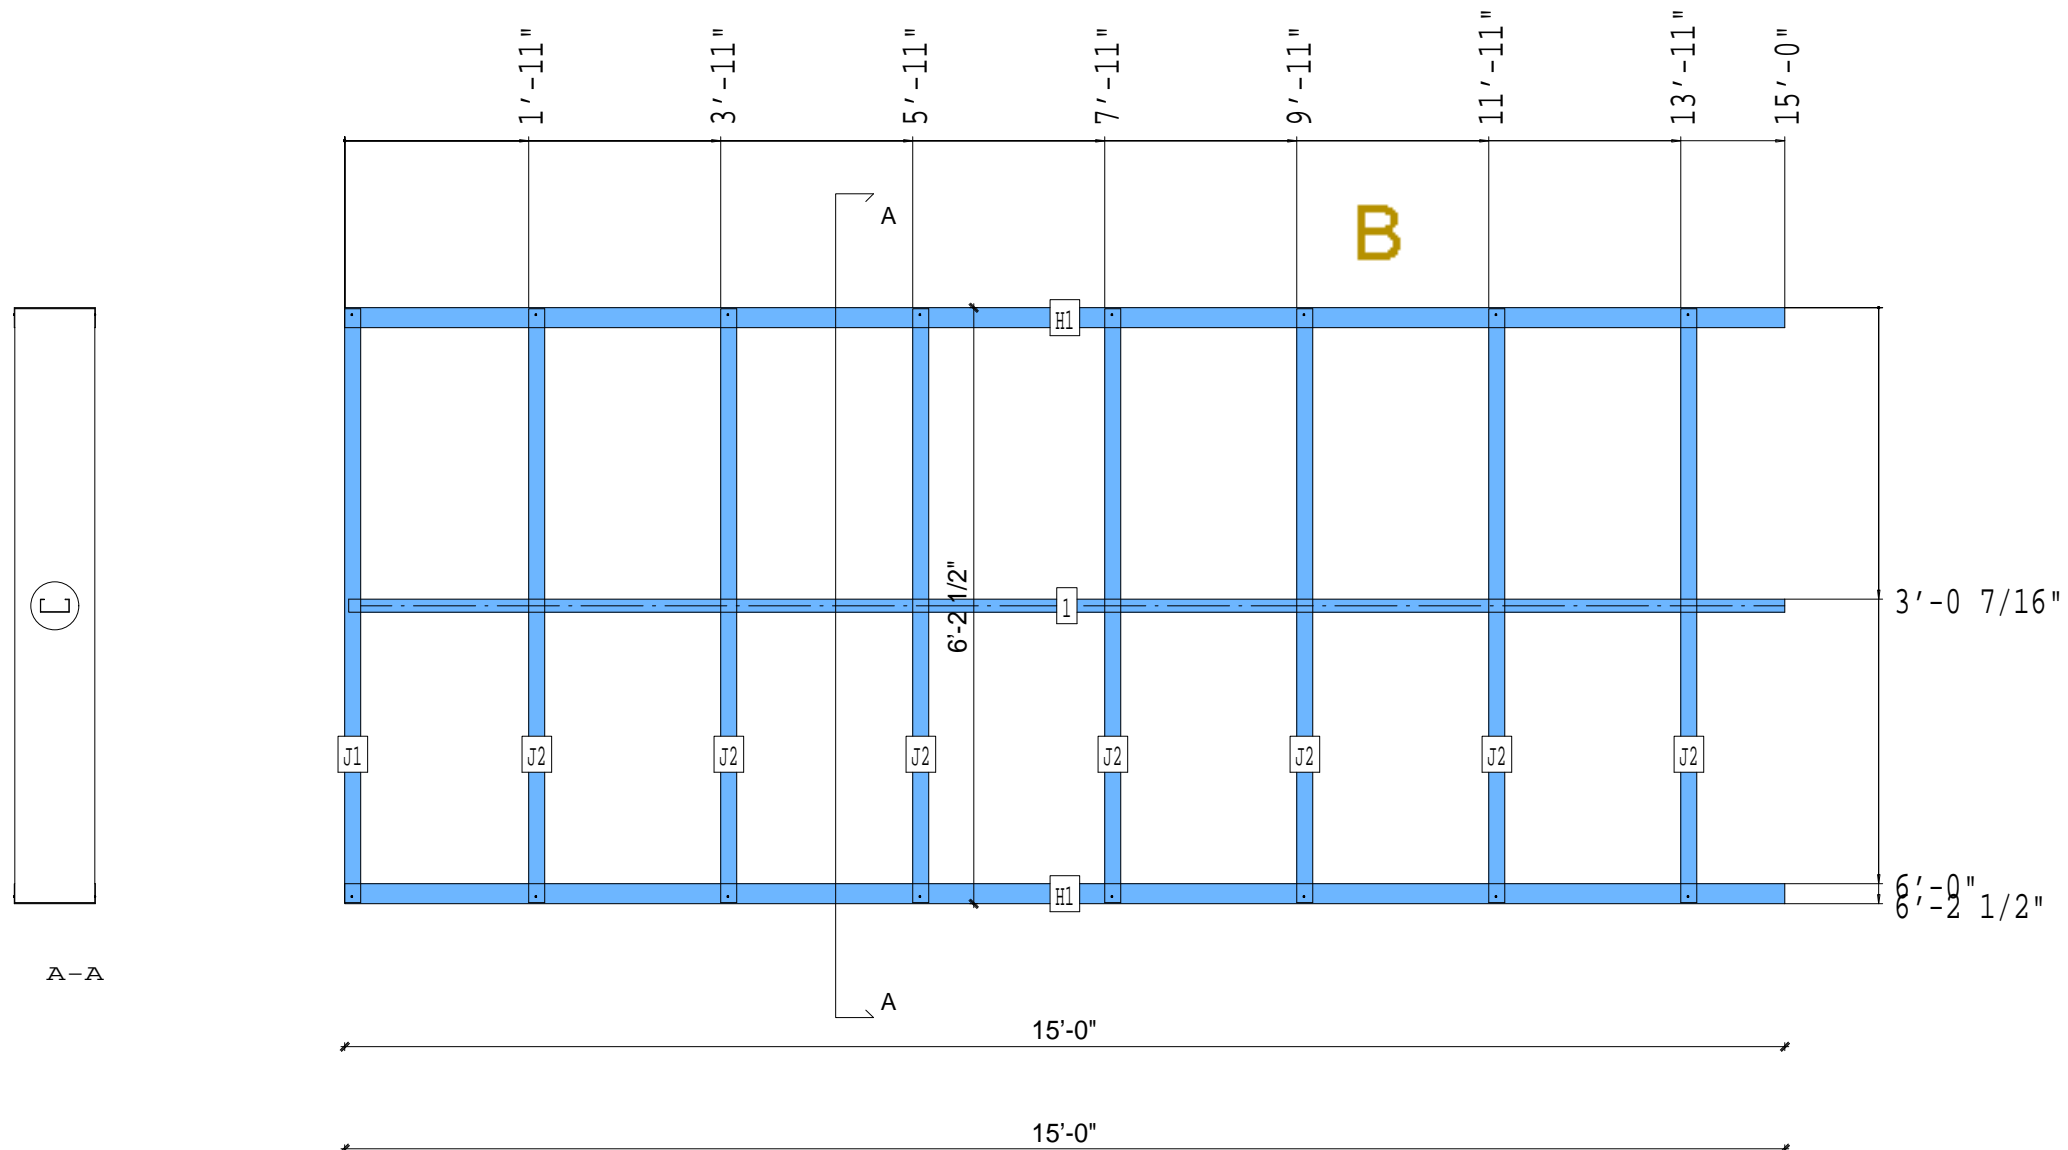 1'-11"
3'-11"
5'-11"
7'-11"
9'-11"
11'-11"
13'-11"
15'-0"
A
B
H1
C
6'-2 1/2"
1
3'-0 7/16"
J1 J2 J2 J2 J2 J2 J2 J2
H1
6'-0"
6'-2 1/2"
A-A
A
15'-0"
15'-0"